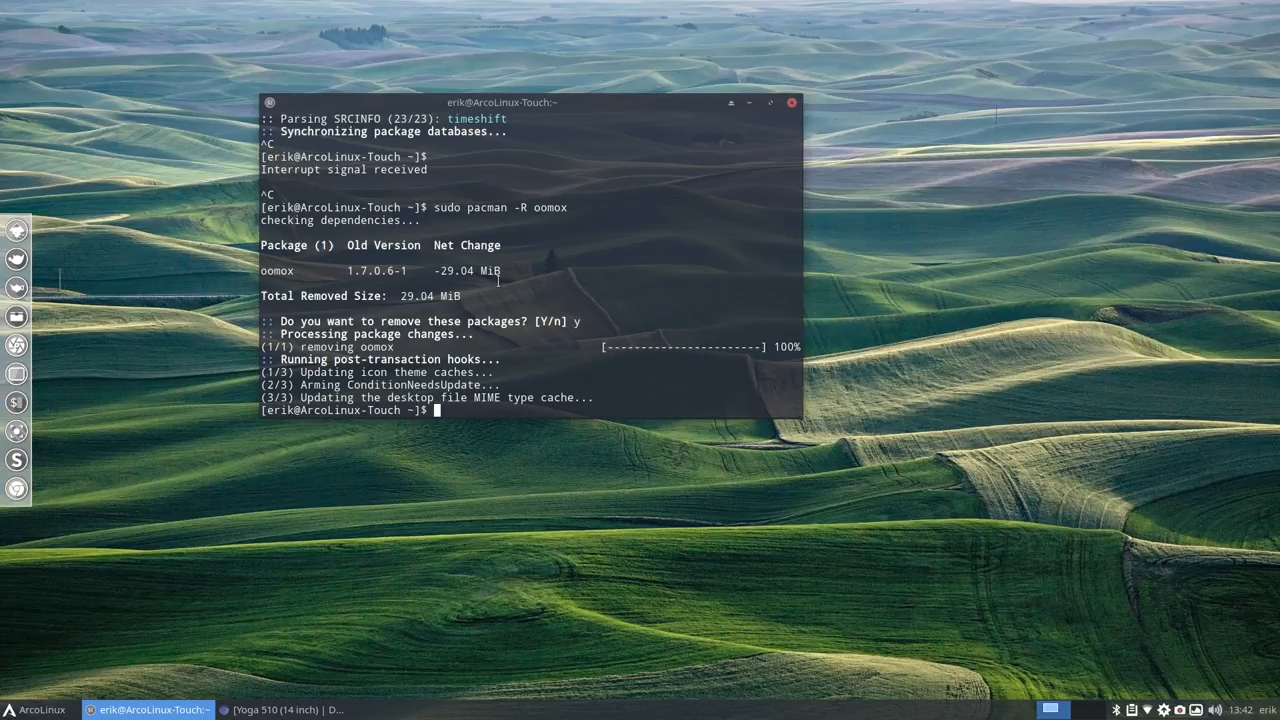 erik@ArcoLinux-Touch:~
:: Parsing SRCINFO (23/23): timeshift
:: Synchronizing package databases...
^C
[erik@ArcoLinux-Touch ~]$
Interrupt signal received
^C
[erik@ArcoLinux-Touch ~]$ sudo pacman -R oomox
checking dependencies...
Package (1)  Old Version  Net Change
oomox        1.7.0.6-1    -29.04 MiB
Total Removed Size:  29.04 MiB
:: Do you want to remove these packages? [Y/n] y
:: Processing package changes...
(1/1) removing oomox                               [-----------------------] 100%
:: Running post-transaction hooks...
(1/3) Updating icon theme caches...
(2/3) Arming ConditionNeedsUpdate...
(3/3) Updating the desktop file MIME type cache...
[erik@ArcoLinux-Touch ~]$
$
S
ArcoLinux
erik@ArcoLinux-Touch:~
[Yoga 510 (14 inch) | D...
13:42
erik